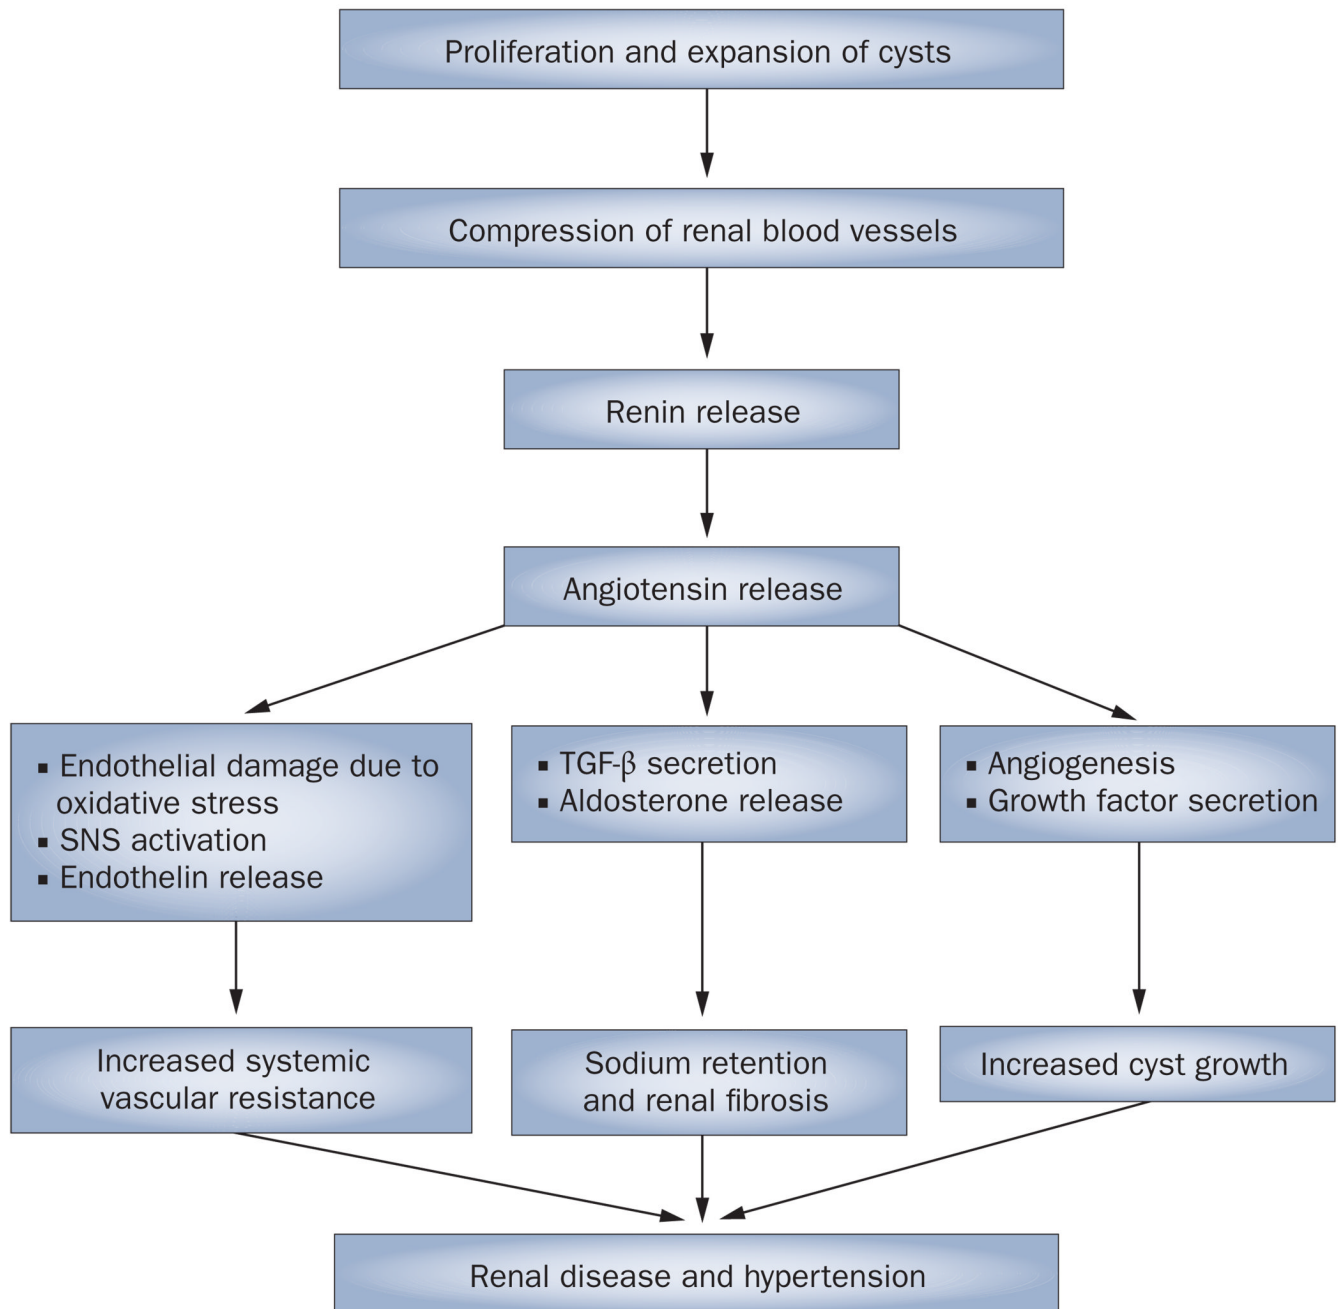 Proliferation and expansion of cysts
Compression of renal blood vessels
Renin release
Angiotensin release
▪ Endothelial damage due to
oxidative stress
▪ SNS activation
▪ Endothelin release
▪ TGF-β secretion
▪ Aldosterone release
▪ Angiogenesis
▪ Growth factor secretion
Increased systemic
vascular resistance
Sodium retention
and renal fibrosis
Increased cyst growth
Renal disease and hypertension